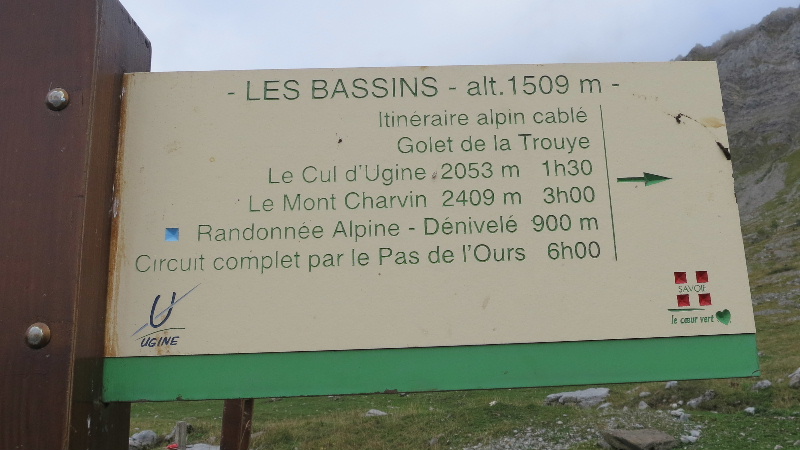 - LES BASSINS - alt.1509 m -
Itinéraire alpin cablé
Golet de la Trouye
Le Cul d'Ugine 2053 m 1h30
Le Mont Charvin 2409 m 3h00
Randonnée Alpine - Dénivelé 900 m
Circuit complet par le Pas de l'Ours 6h00
UGINE
SAVOIE
le cœur vert